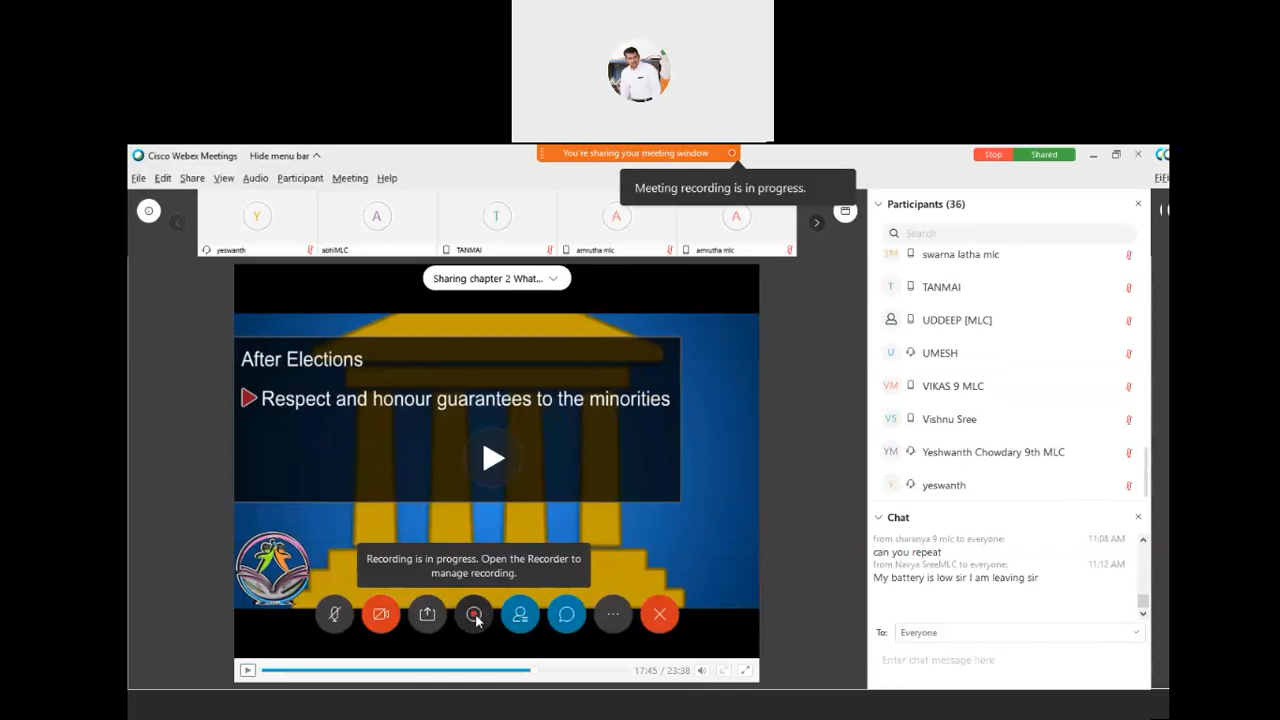 Cisco Webex Meetings
Hide menu bar
You're sharing your meeting window
Stop
Shared
File Edit Share View Audio Participant Meeting Help
Meeting recording is in progress.
Y
A
T
A
A
yeswanth
abhiMLC
TANMAI
amrutha mlc
amrutha mlc
Sharing chapter 2 What...
After Elections
Respect and honour guarantees to the minorities
Recording is in progress. Open the Recorder to
manage recording.
17:45 / 23:38
Participants (36)
Search
SM swarna latha mlc
T TANMAI
UDDEEP [MLC]
U UMESH
VM VIKAS 9 MLC
VS Vishnu Sree
YM Yeshwanth Chowdary 9th MLC
Y yeswanth
Chat
from sharanya 9 mlc to everyone: 11:08 AM
can you repeat
from Navya SreeMLC to everyone: 11:12 AM
My battery is low sir I am leaving sir
To: Everyone
Enter chat message here